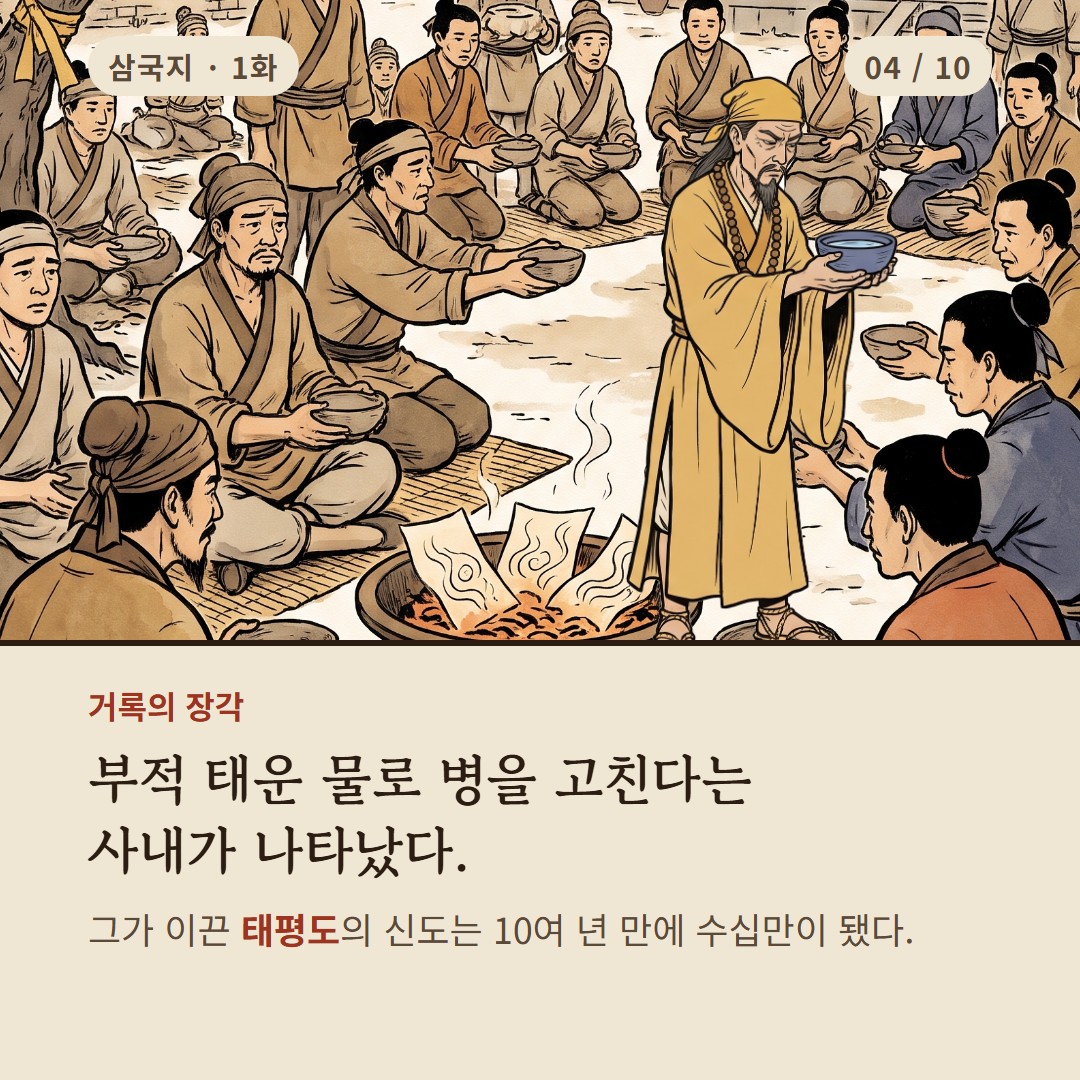 삼국지 · 1화
04 / 10
거록의 장각
부적 태운 물로 병을 고친다는
사내가 나타났다.
그가 이끈 태평도의 신도는 10여 년 만에 수십만이 됐다.